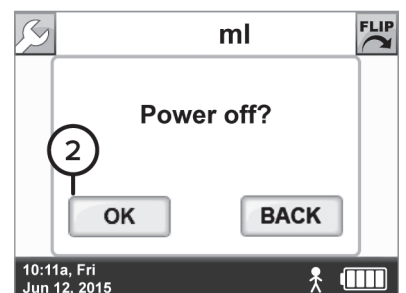 ml
FLIP
Power off?
2
OK
BACK
10:11a, Fri
Jun 12, 2015